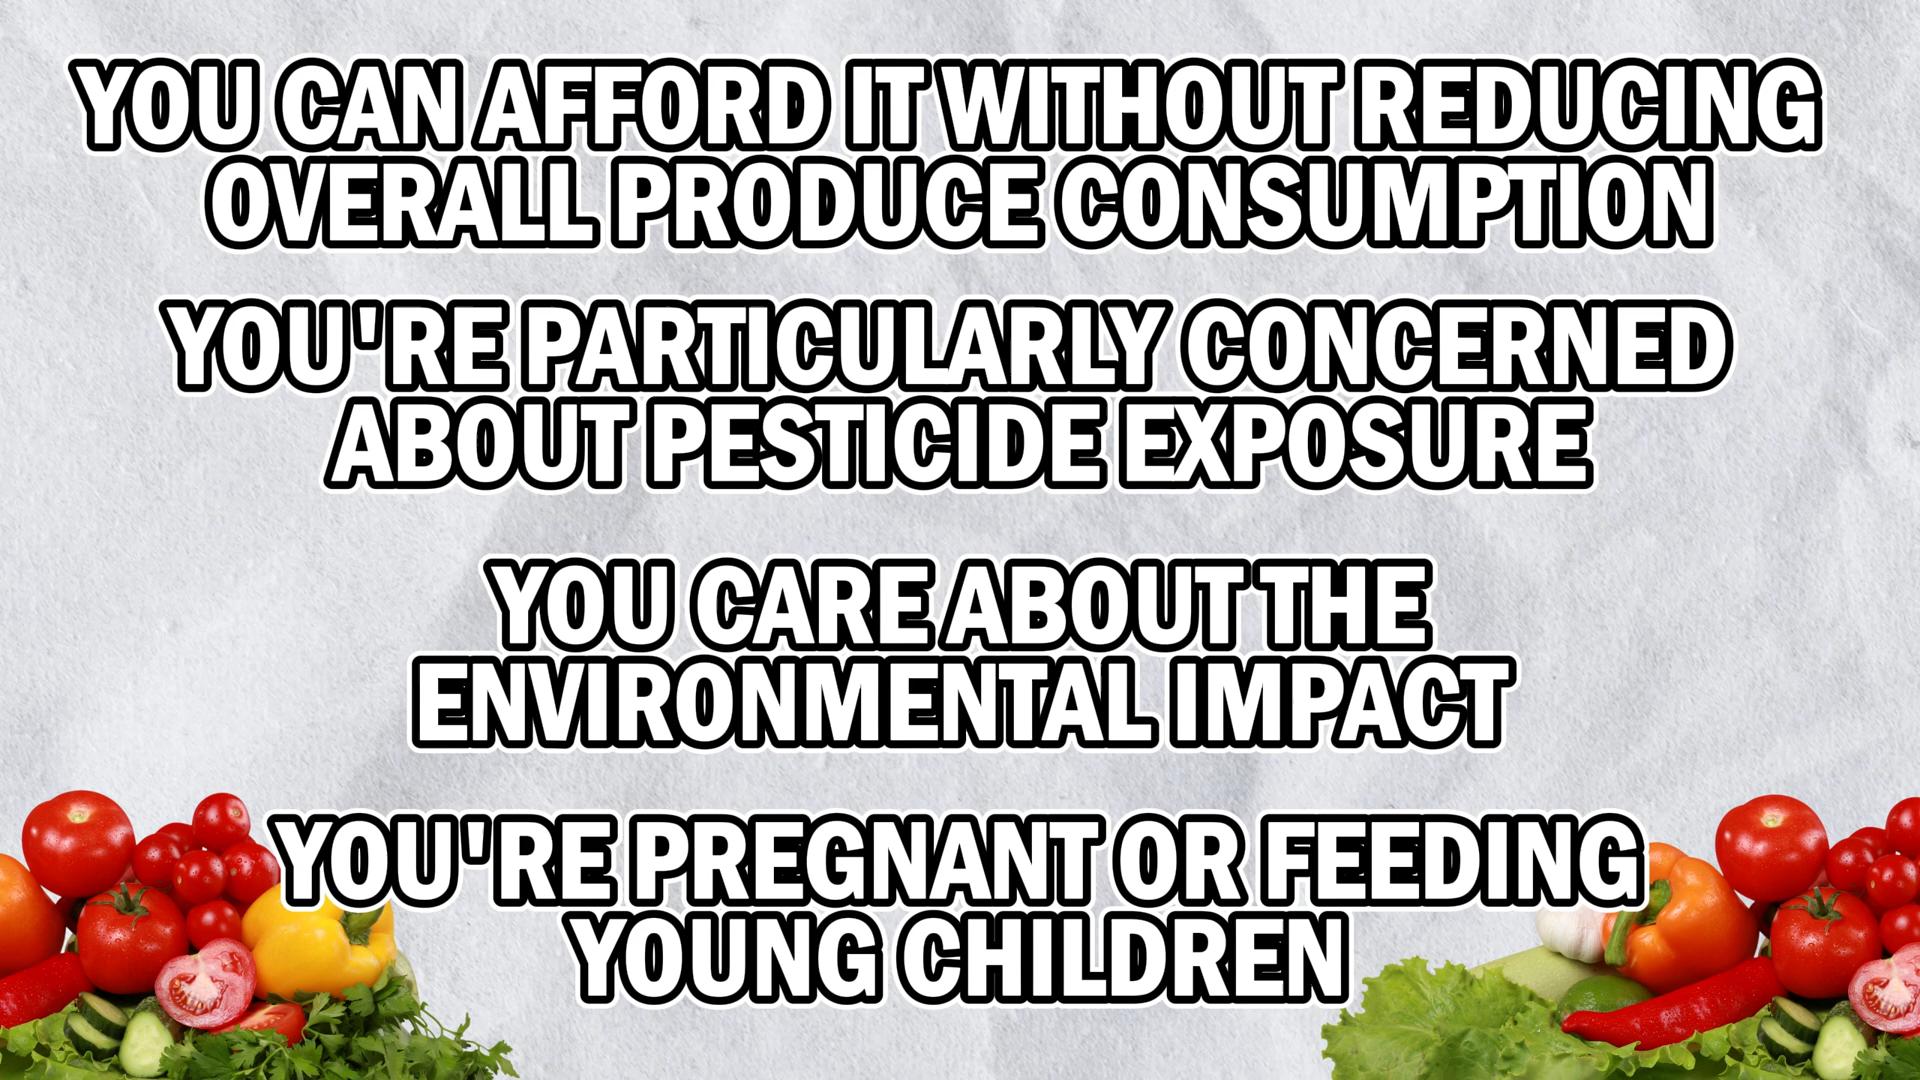 YOU CAN AFFORD IT WITHOUT REDUCING
OVERALL PRODUCE CONSUMPTION
YOU'RE PARTICULARLY CONCERNED
ABOUT PESTICIDE EXPOSURE
YOU CARE ABOUT THE
ENVIRONMENTAL IMPACT
YOU'RE PREGNANT OR FEEDING
YOUNG CHILDREN